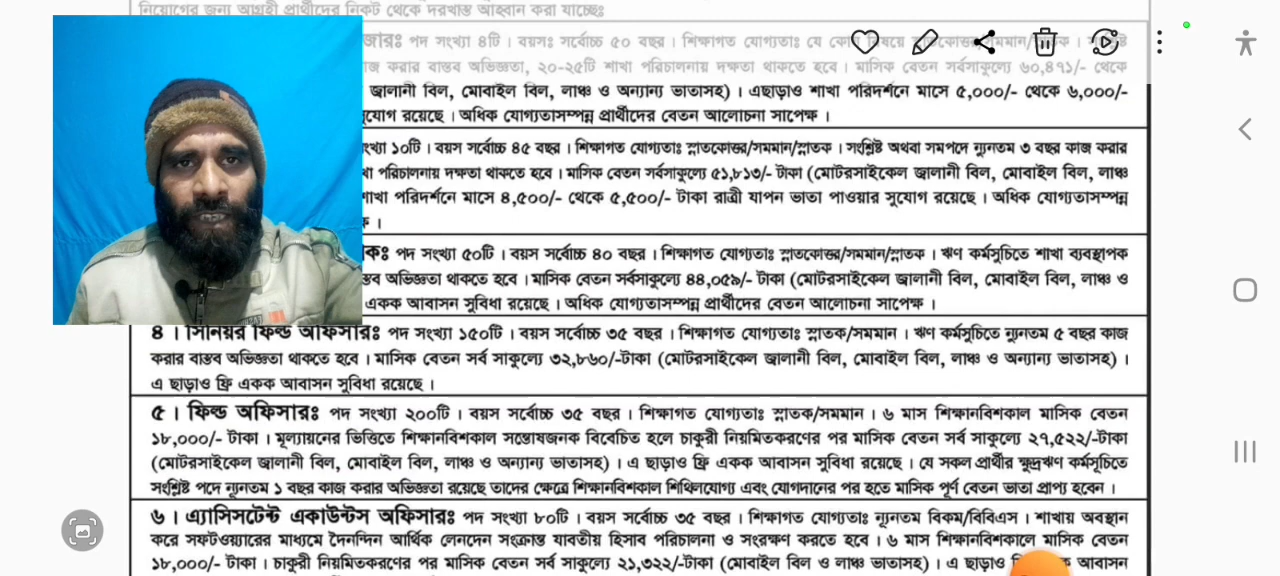 নিয়োগের জন্য আগ্রহী প্রার্থীদের নিকট থেকে দরখাস্ত আহ্বান করা যাচ্ছেঃ
জারঃ পদ সংখ্যা ৪টি । বয়সঃ সর্বোচ্চ ৫০ বছর । শিক্ষাগত যোগ্যতাঃ যে কোন বিষয়ে
জ করার বাস্তব অভিজ্ঞতা, ২০-২৫টি শাখা পরিচালনায় দক্ষতা থাকতে হবে । মাসিক বেতন সর্বসাকুল্যে ৬০,৪৭১/- থেকে
জ্বালানী বিল, মোবাইল বিল, লাঞ্চ ও অন্যান্য ভাতাসহ) । এছাড়াও শাখা পরিদর্শনে মাসে ৫,০০০/- থেকে ৬,০০০/-
যোগ রয়েছে । অধিক যোগ্যতাসম্পন্ন প্রার্থীদের বেতন আলোচনা সাপেক্ষ ।
খ্যা ১০টি । বয়স সর্বোচ্চ ৪৫ বছর । শিক্ষাগত যোগ্যতাঃ স্নাতকোত্তর/সমমান/স্নাতক । সংশ্লিষ্ট অথবা সমপদে ন্যূনতম ৩ বছর কাজ করার
খা পরিচালনায় দক্ষতা থাকতে হবে । মাসিক বেতন সর্বসাকুল্যে ৫১,৮১৩/- টাকা (মোটরসাইকেল জ্বালানী বিল, মোবাইল বিল, লাঞ্চ
শাখা পরিদর্শনে মাসে ৪,৫০০/- থেকে ৫,৫০০/- টাকা রাত্রী যাপন ভাতা পাওয়ার সুযোগ রয়েছে । অধিক যোগ্যতাসম্পন্ন
ক্ষ ।
কঃ পদ সংখ্যা ৫০টি । বয়স সর্বোচ্চ ৪০ বছর । শিক্ষাগত যোগ্যতাঃ স্নাতকোত্তর/সমমান/স্নাতক । ঋণ কর্মসূচিতে শাখা ব্যবস্থাপক
স্তব অভিজ্ঞতা থাকতে হবে । মাসিক বেতন সর্বসাকুল্যে ৪৪,০৫৯/- টাকা (মোটরসাইকেল জ্বালানী বিল, মোবাইল বিল, লাঞ্চ ও
একক আবাসন সুবিধা রয়েছে । অধিক যোগ্যতাসম্পন্ন প্রার্থীদের বেতন আলোচনা সাপেক্ষ ।
৪ । সিনিয়র ফিল্ড অফিসারঃ পদ সংখ্যা ১৫০টি । বয়স সর্বোচ্চ ৩৫ বছর । শিক্ষাগত যোগ্যতাঃ স্নাতক/সমমান । ঋণ কর্মসূচিতে ন্যুনতম ৫ বছর কাজ
করার বাস্তব অভিজ্ঞতা থাকতে হবে । মাসিক বেতন সর্ব সাকুল্যে ৩২,৮৬০/-টাকা (মোটরসাইকেল জ্বালানী বিল, মোবাইল বিল, লাঞ্চ ও অন্যান্য ভাতাসহ) ।
এ ছাড়াও ফ্রি একক আবাসন সুবিধা রয়েছে ।
৫ । ফিল্ড অফিসারঃ পদ সংখ্যা ২০০টি । বয়স সর্বোচ্চ ৩৫ বছর । শিক্ষাগত যোগ্যতাঃ স্নাতক/সমমান । ৬ মাস শিক্ষানবিশকাল মাসিক বেতন
১৮,০০০/- টাকা । মূল্যায়নের ভিত্তিতে শিক্ষানবিশকাল সন্তোষজনক বিবেচিত হলে চাকুরী নিয়মিতকরণের পর মাসিক বেতন সর্ব সাকুল্যে ২৭,৫২২/-টাকা
(মোটরসাইকেল জ্বালানী বিল, মোবাইল বিল, লাঞ্চ ও অন্যান্য ভাতাসহ) । এ ছাড়াও ফ্রি একক আবাসন সুবিধা রয়েছে । যে সকল প্রার্থীর ক্ষুদ্রঋণ কর্মসূচিতে
সংশ্লিষ্ট পদে ন্যূনতম ১ বছর কাজ করার অভিজ্ঞতা রয়েছে তাদের ক্ষেত্রে শিক্ষানবিশকাল শিথিলযোগ্য এবং যোগদানের পর হতে মাসিক পূর্ণ বেতন ভাতা প্রাপ্য হবেন ।
৬ । এ্যাসিসটেন্ট একাউন্টস অফিসারঃ পদ সংখ্যা ৮০টি । বয়স সর্বোচ্চ ৩৫ বছর । শিক্ষাগত যোগ্যতাঃ ন্যূনতম বিকম/বিবিএস । শাখায় অবস্থান
করে সফটওয়্যারের মাধ্যমে দৈনন্দিন আর্থিক লেনদেন সংক্রান্ত যাবতীয় হিসাব পরিচালনা ও সংরক্ষণ করতে হবে । ৬ মাস শিক্ষানবিশকালে মাসিক বেতন
১৮,০০০/- টাকা । চাকুরী নিয়মিতকরণের পর মাসিক বেতন সর্ব সাকুল্যে ২১,৩২২/-টাকা (মোবাইল বিল ও লাঞ্চ ভাতাসহ) । এ ছাড়াও আবাসন